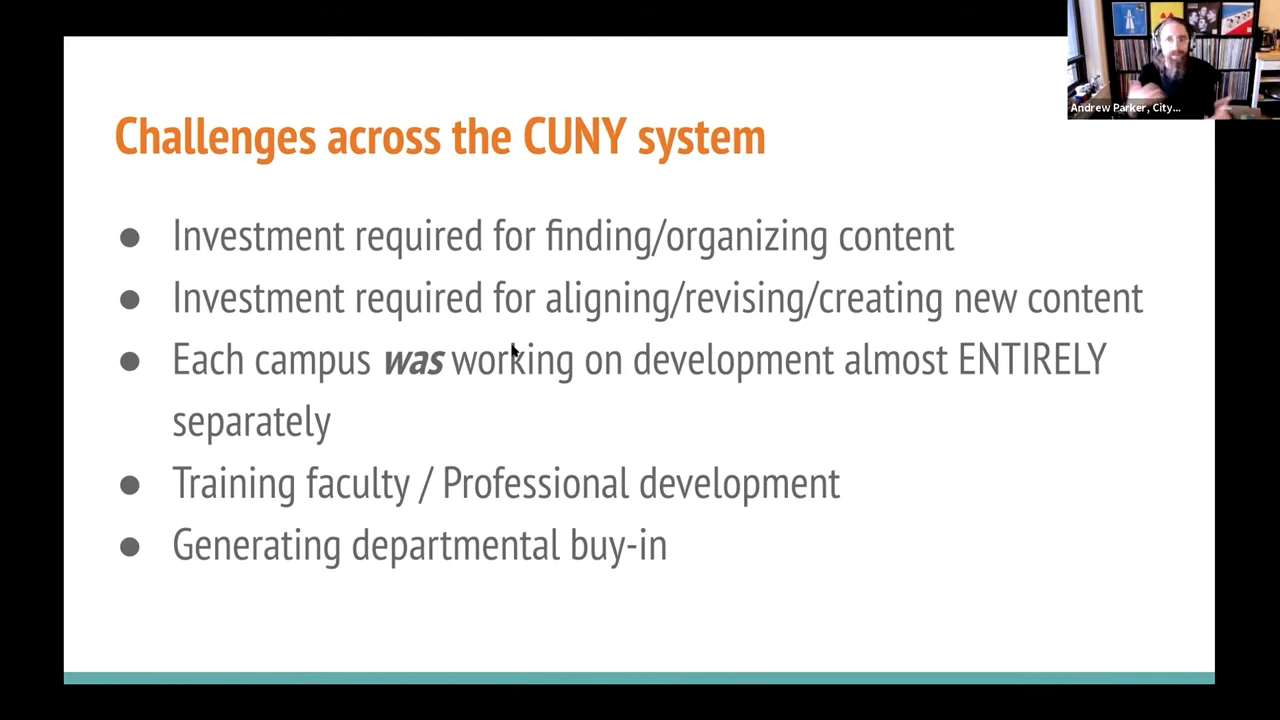 Andrew Parker, City...
Challenges across the CUNY system
● Investment required for finding/organizing content
● Investment required for aligning/revising/creating new content
● Each campus was working on development almost ENTIRELY
separately
● Training faculty / Professional development
● Generating departmental buy-in